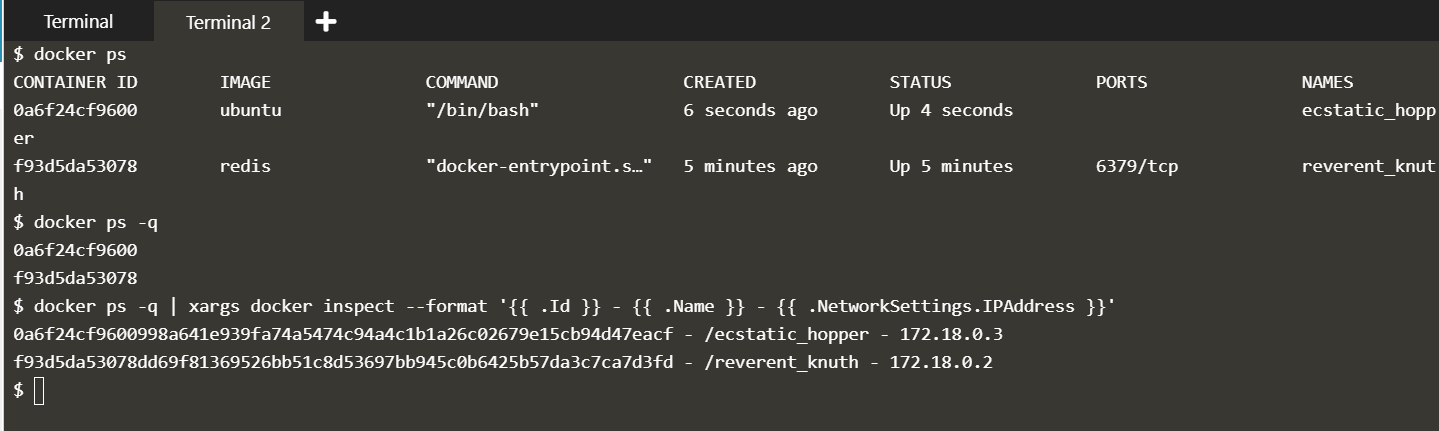 Terminal Terminal 2 +
$ docker ps
CONTAINER ID IMAGE COMMAND CREATED STATUS PORTS NAMES
0a6f24cf9600 ubuntu "/bin/bash" 6 seconds ago Up 4 seconds ecstatic_hopp
er
f93d5da53078 redis "docker-entrypoint.s…" 5 minutes ago Up 5 minutes 6379/tcp reverent_knut
h
$ docker ps -q
0a6f24cf9600
f93d5da53078
$ docker ps -q | xargs docker inspect --format '{{ .Id }} - {{ .Name }} - {{ .NetworkSettings.IPAddress }}'
0a6f24cf9600998a641e939fa74a5474c94a4c1b1a26c02679e15cb94d47eacf - /ecstatic_hopper - 172.18.0.3
f93d5da53078dd69f81369526bb51c8d53697bb945c0b6425b57da3c7ca7d3fd - /reverent_knuth - 172.18.0.2
$